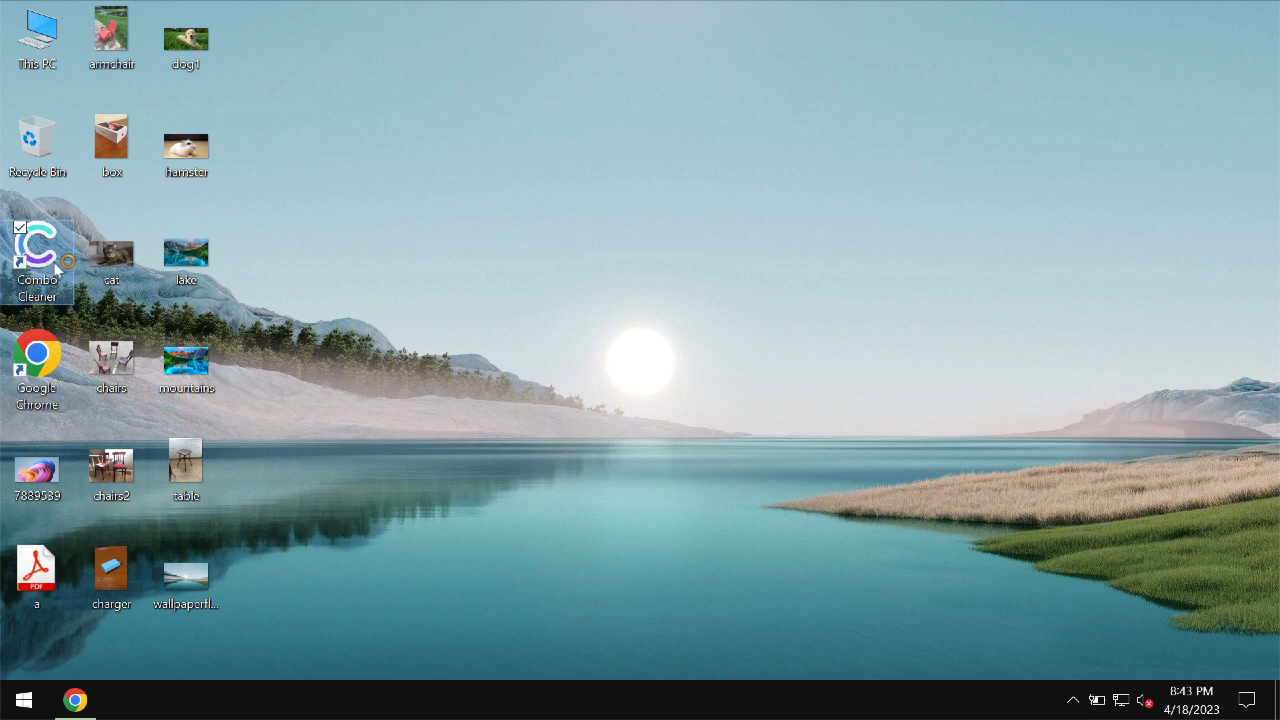 This PC
armchair
dog1
Recycle Bin
box
hamster
Combo
Cleaner
cat
lake
Google
Chrome
chairs
mountains
7889539
chairs2
table
PDF
a
charger
wallpaperfl...
8:43 PM
4/18/2023